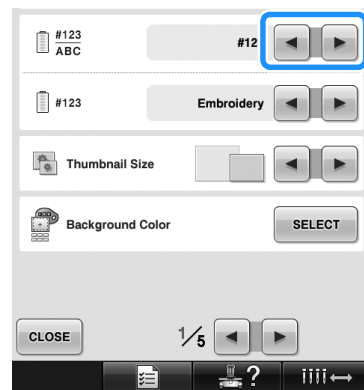 #123
ABC
#12
#123
Embroidery
Thumbnail Size
Background Color
SELECT
CLOSE
1/5
?